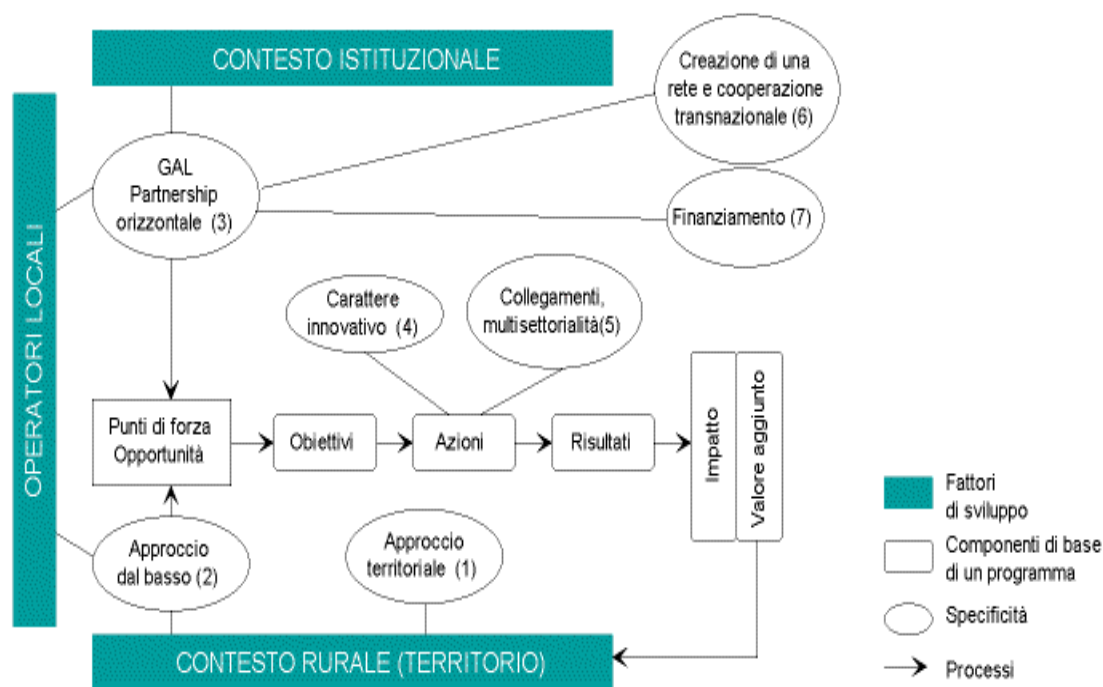 CONTESTO ISTITUZIONALE
Creazione di una
rete e cooperazione
transnazionale (6)
GAL
Partnership
orizzontale (3)
Finanziamento (7)
OPERATORI LOCALI
Carattere
innovativo (4)
Collegamenti,
multisettorialità(5)
Punti di forza
Opportunità
Obiettivi
Azioni
Risultati
Impatto
Valore aggiunto
Approccio
dal basso (2)
Approccio
territoriale (1)
CONTESTO RURALE (TERRITORIO)
Fattori
di sviluppo
Componenti di base
di un programma
Specificità
Processi